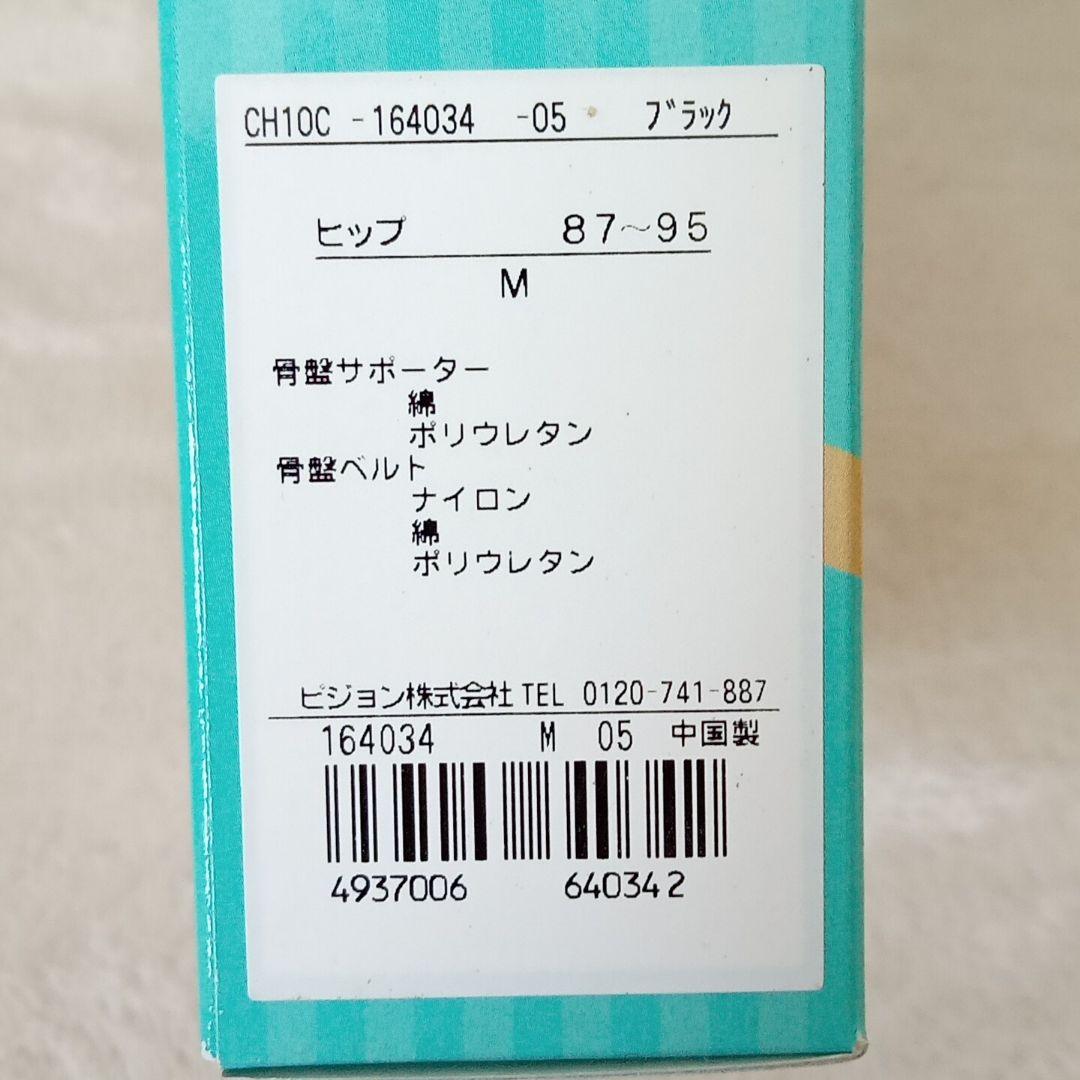 CH10C -164034 -05 ブラック
ヒップ 87～95
M
骨盤サポーター
綿
ポリウレタン
骨盤ベルト
ナイロン
綿
ポリウレタン
ピジョン株式会社 TEL 0120-741-887
164034 M 05 中国製
4937006 640342